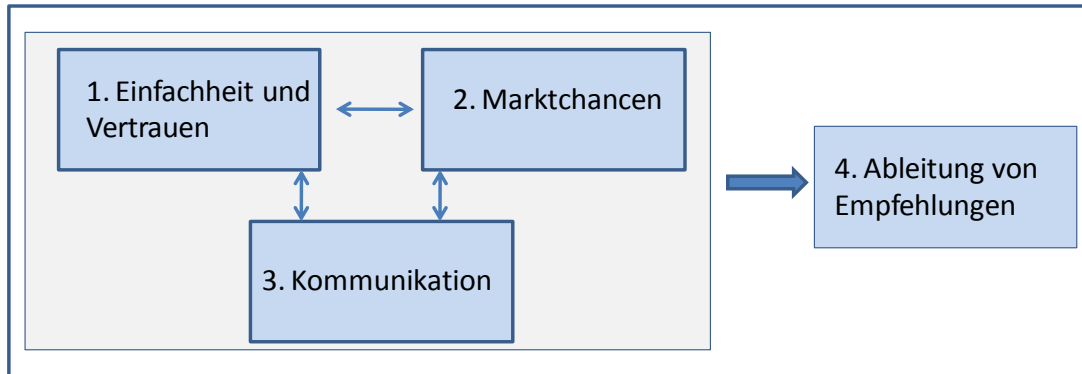 1. Einfachheit und
Vertrauen
2. Marktchancen
3. Kommunikation
4. Ableitung von
Empfehlungen